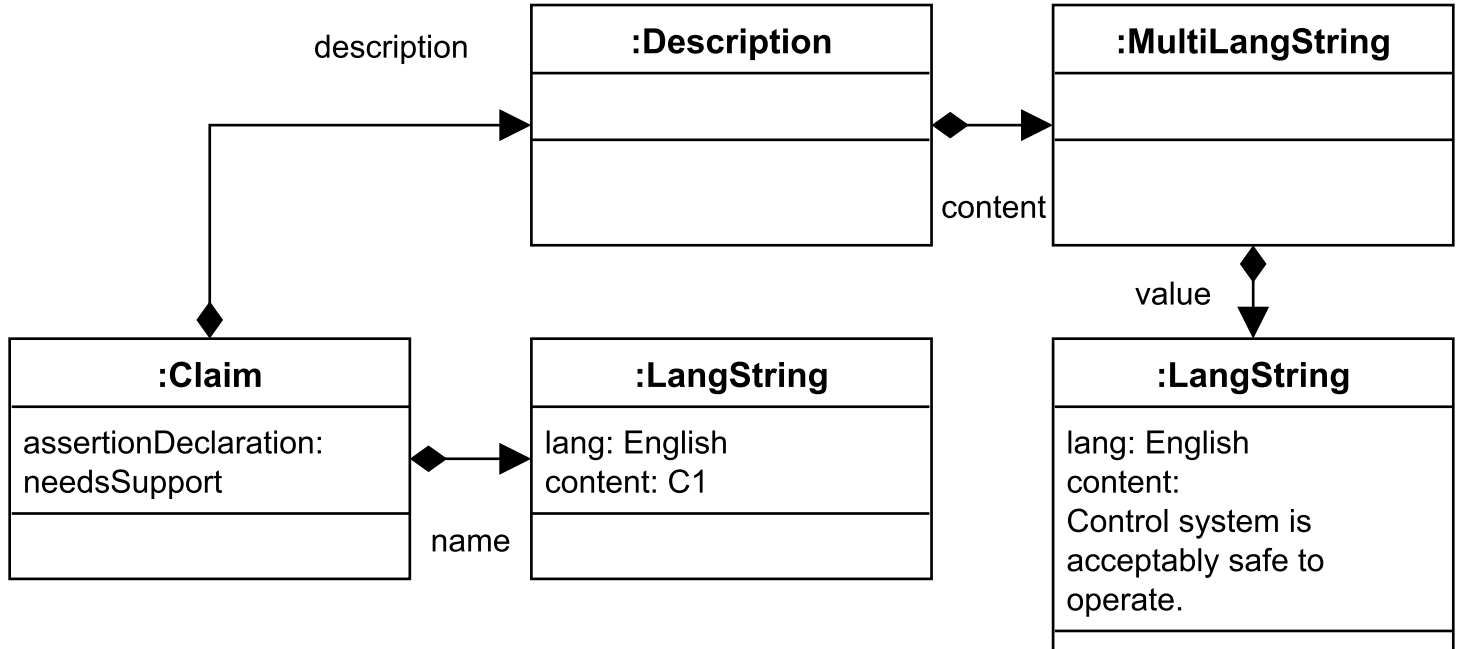 description
:Description
:MultiLangString
content
value
:Claim
assertionDeclaration:
needsSupport
name
:LangString
lang: English
content: C1
:LangString
lang: English
content:
Control system is
acceptably safe to
operate.